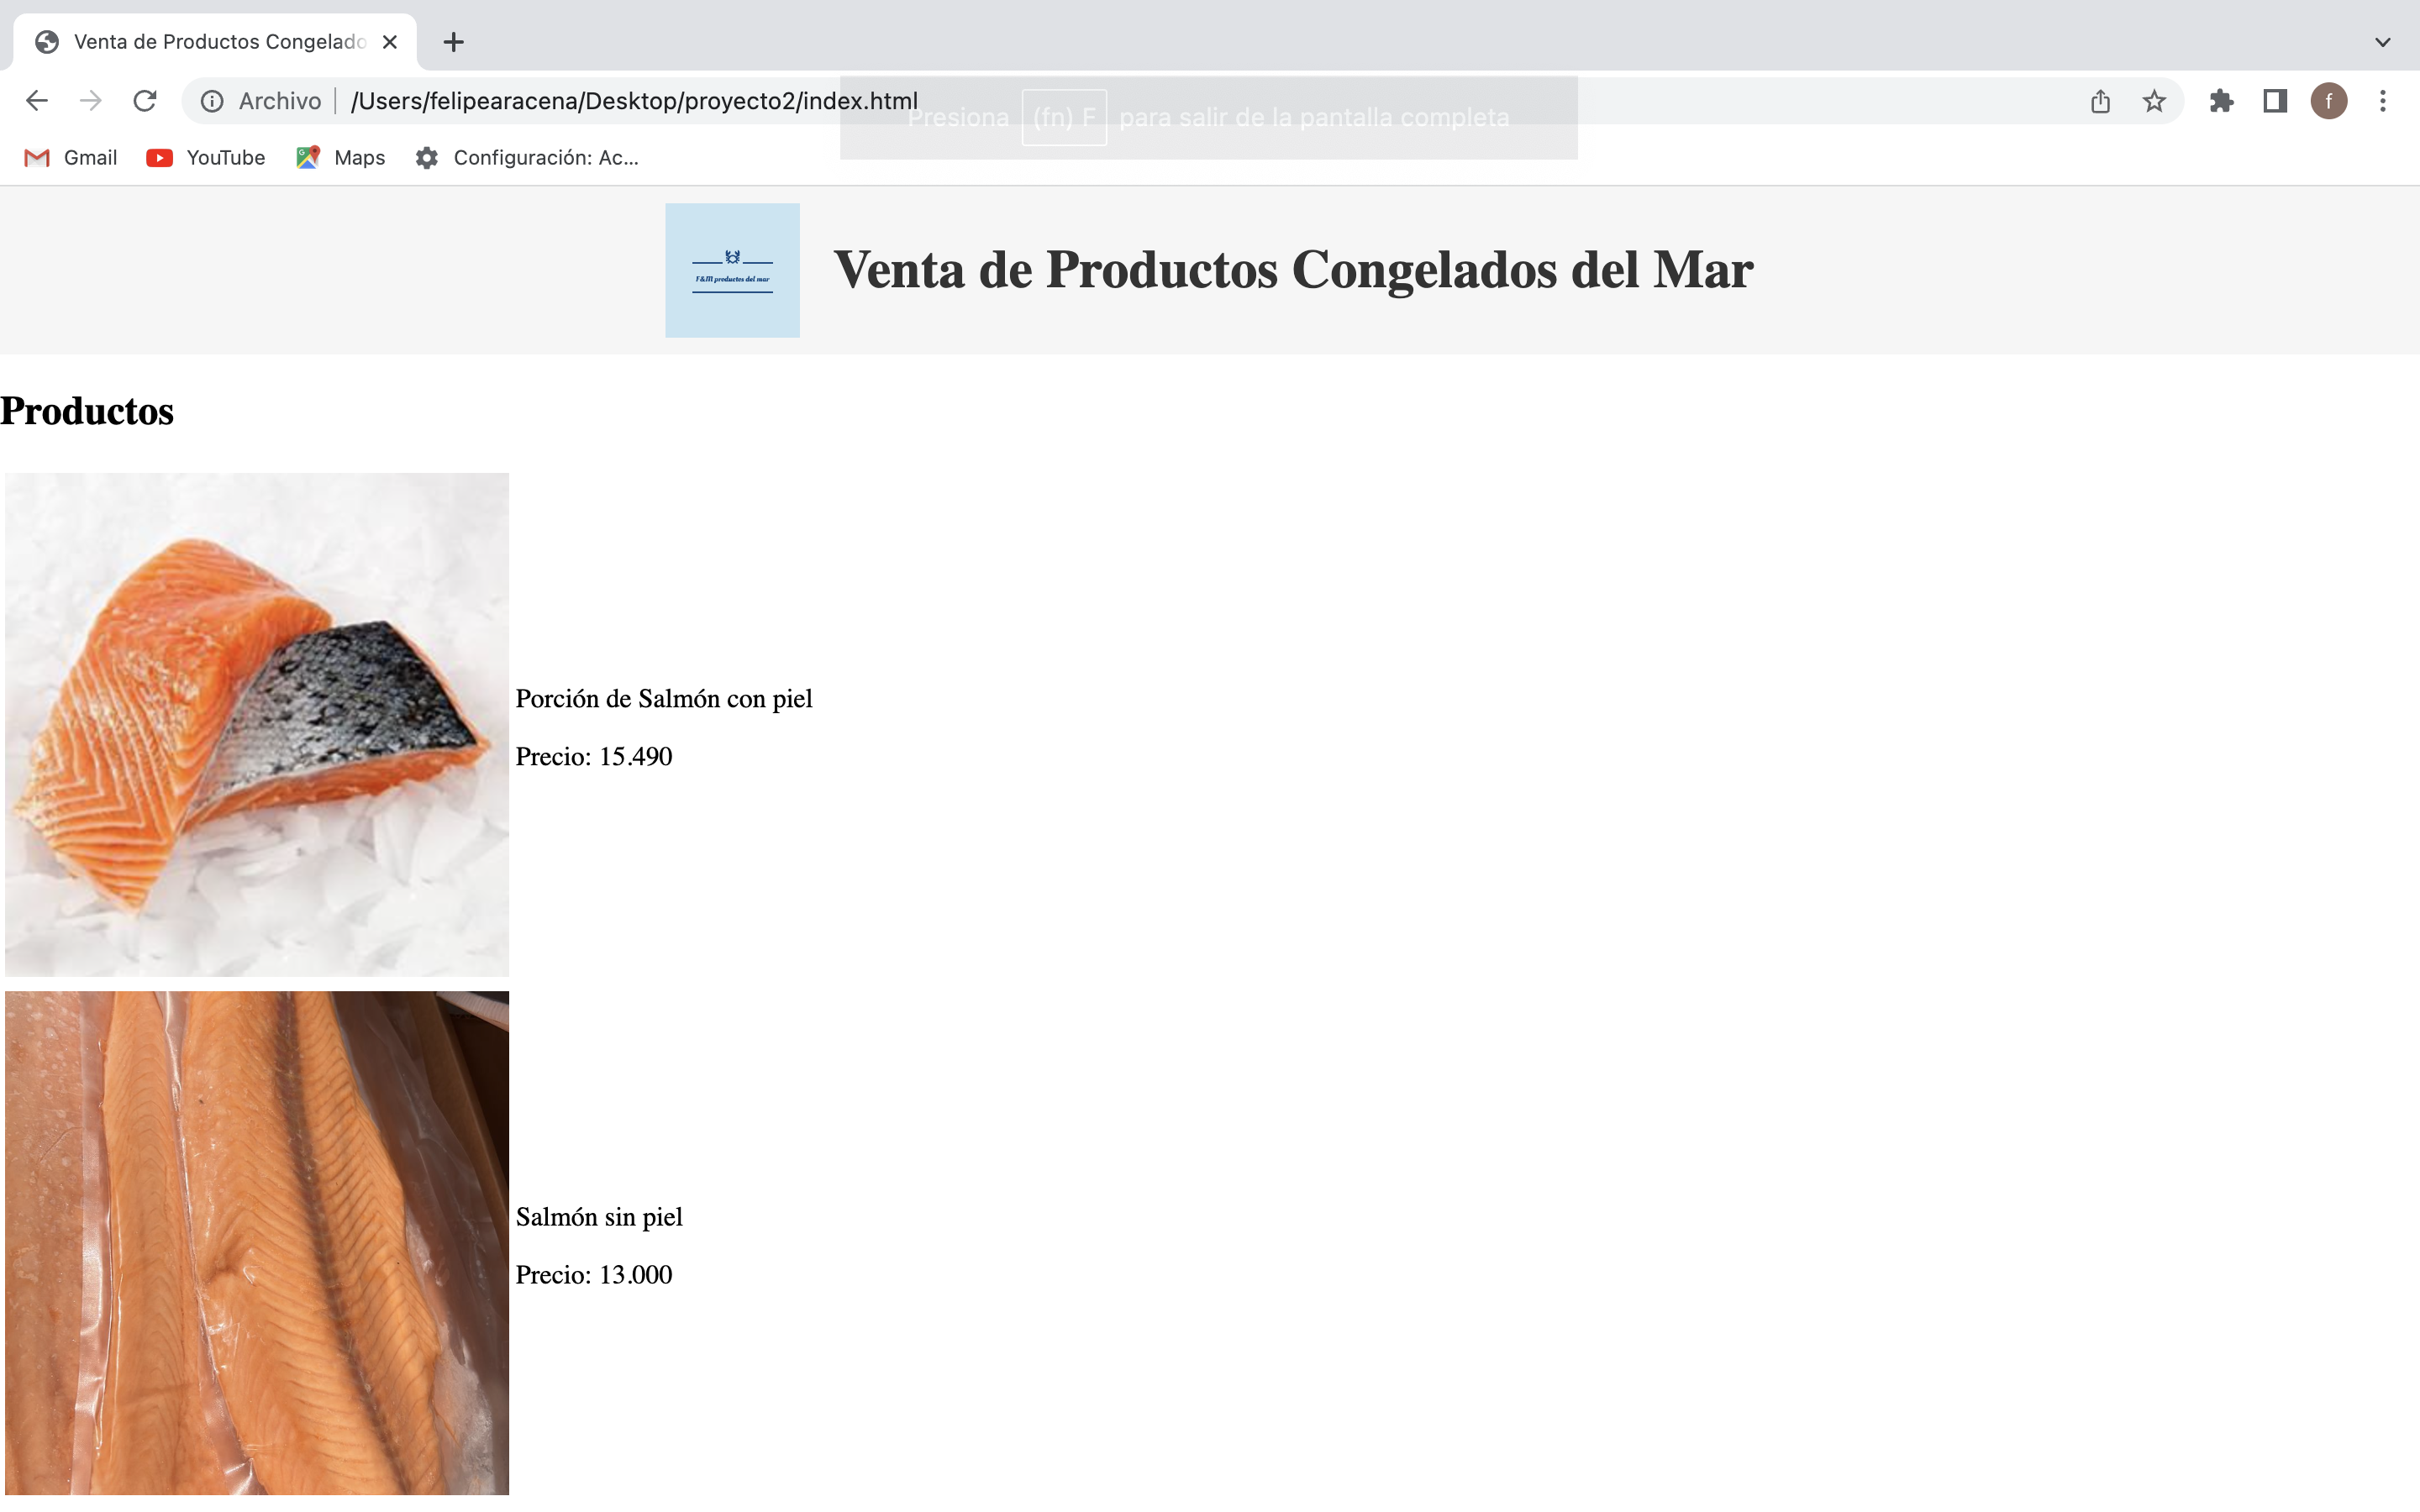 Venta de Productos Congelado
Archivo /Users/felipearacena/Desktop/proyecto2/index.html
f
Presiona (fn) F para salir de la pantalla completa
Gmail YouTube Maps Configuración: Ac...
F&M productos del mar
Venta de Productos Congelados del Mar
Productos
Porción de Salmón con piel
Precio: 15.490
Salmón sin piel
Precio: 13.000